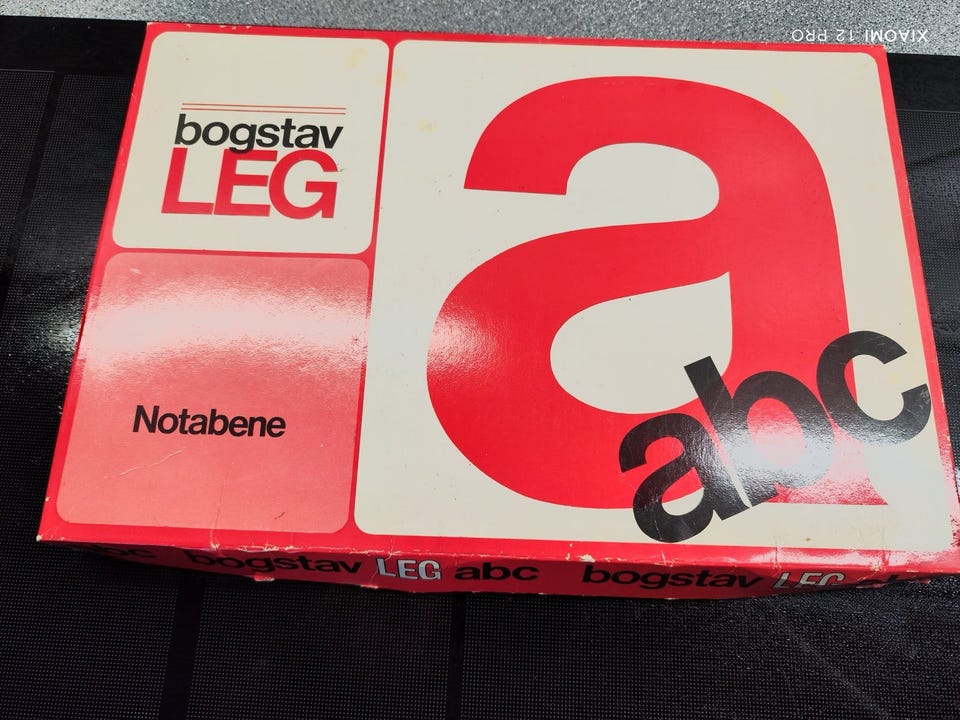 bogstav
LEG
Notabene
a
abc
bogstav LEG abc bogstav LEG
XIAOMI 12 PRO